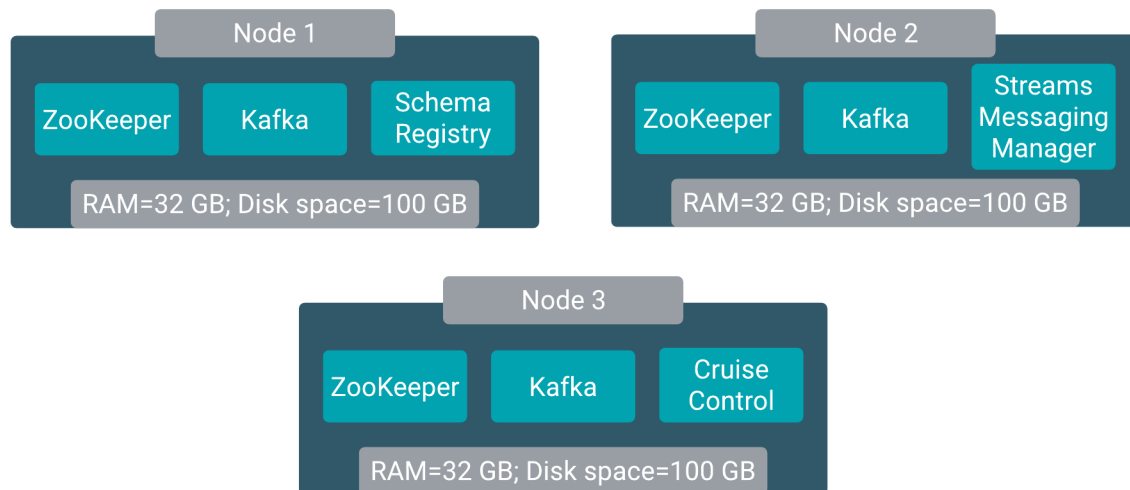 Node 1
ZooKeeper
Kafka
Schema
Registry
RAM=32 GB; Disk space=100 GB
Node 2
ZooKeeper
Kafka
Streams
Messaging
Manager
RAM=32 GB; Disk space=100 GB
Node 3
ZooKeeper
Kafka
Cruise
Control
RAM=32 GB; Disk space=100 GB